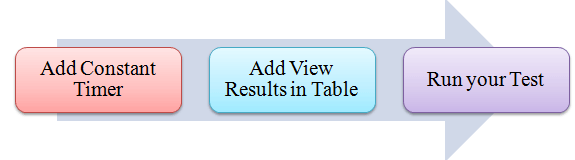 Add Constant
Timer
Add View
Results in Table
Run your Test